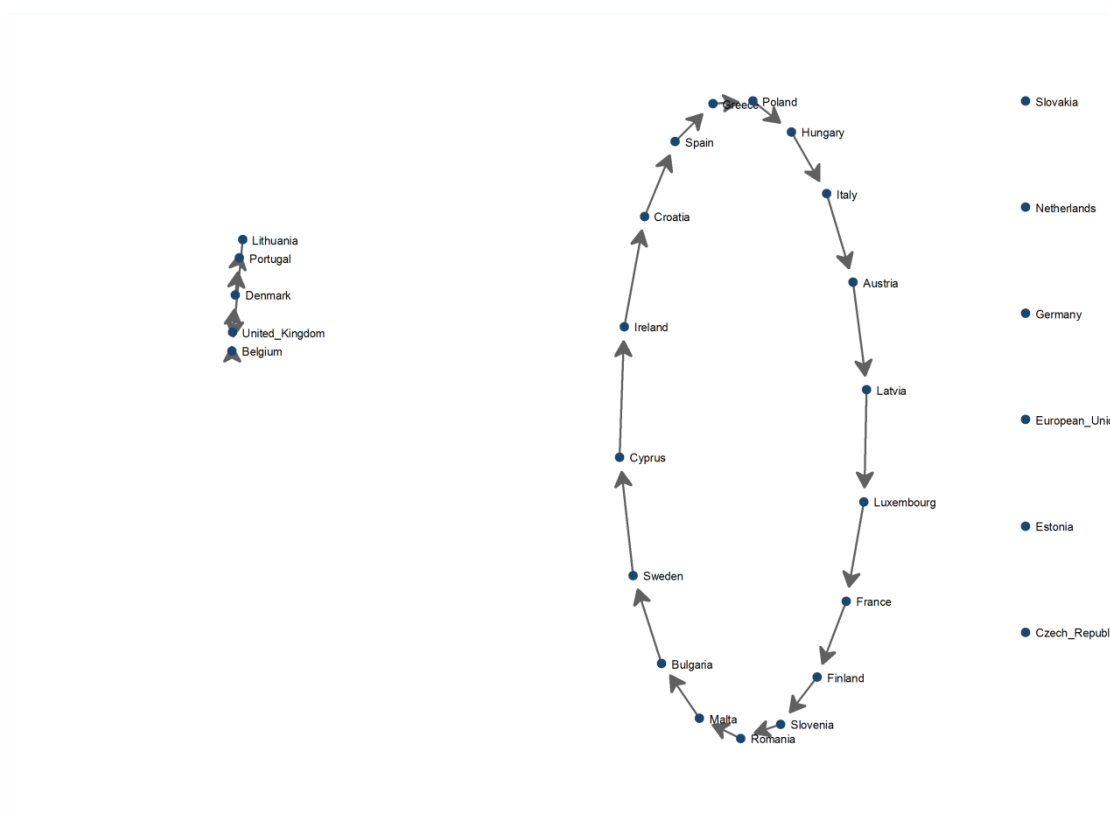 Greece
Poland
Slovakia
Hungary
Spain
Italy
Netherlands
Croatia
Lithuania
Portugal
Austria
Denmark
Germany
Ireland
United_Kingdom
Belgium
Latvia
European_Unio
Cyprus
Luxembourg
Estonia
Sweden
France
Czech_Republ
Bulgaria
Finland
Malta
Slovenia
Romania